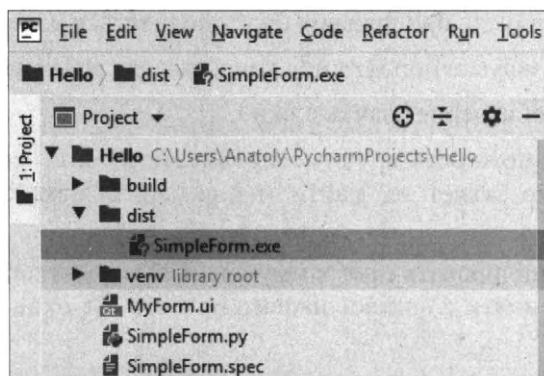 PC File Edit View Navigate Code Refactor Run Tools
Hello dist SimpleForm.exe
1: Project
Project
Hello C:\Users\Anatoly\PycharmProjects\Hello
build
dist
SimpleForm.exe
venv library root
MyForm.ui
SimpleForm.py
SimpleForm.spec